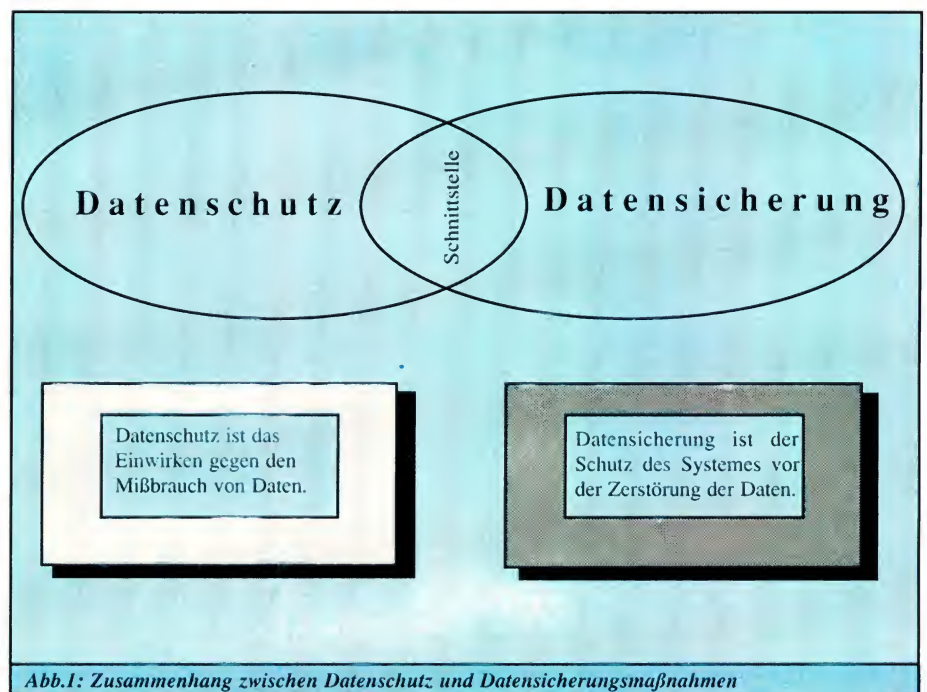 Datenschutz
Schnittstelle
Datensicherung
Datenschutz ist das
Einwirken gegen den
Mißbrauch von Daten.
Datensicherung ist der
Schutz des Systemes vor
der Zerstörung der Daten.
Abb.1: Zusammenhang zwischen Datenschutz und Datensicherungsmaßnahmen